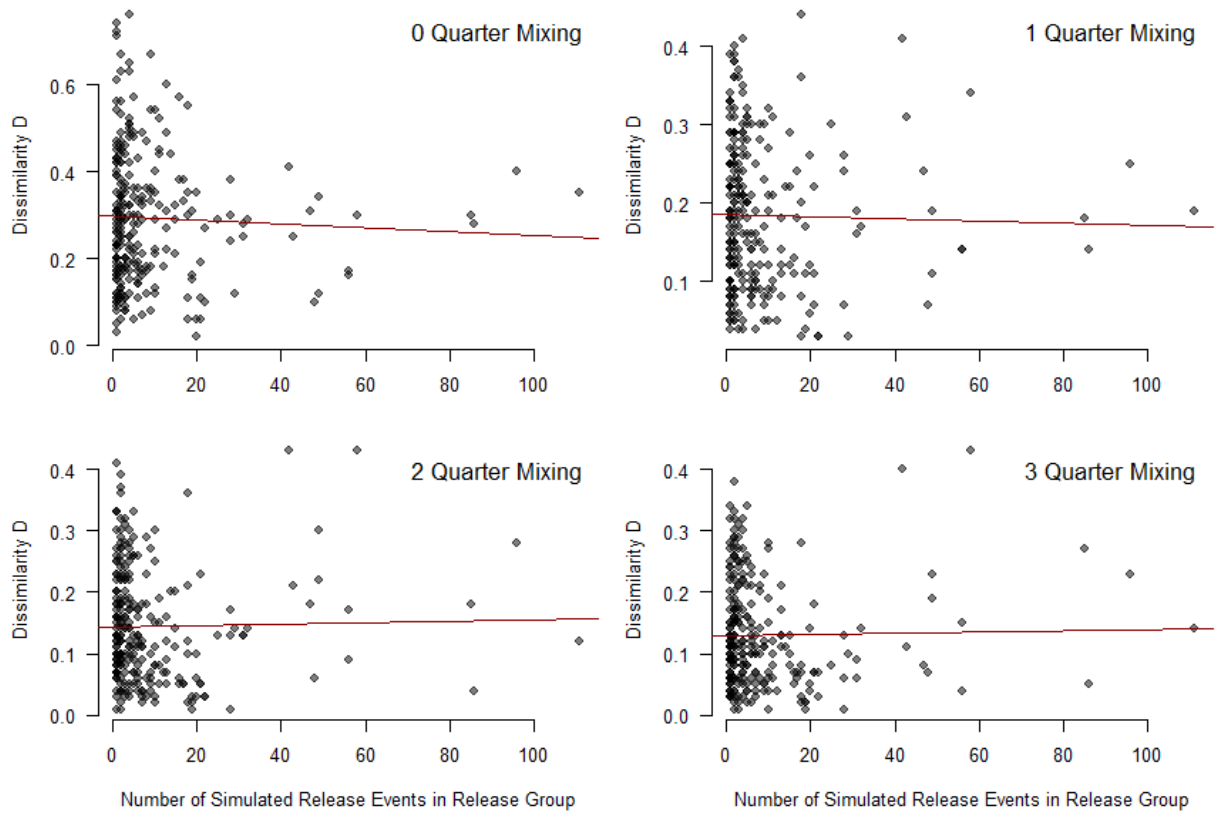 0 Quarter Mixing
Dissimilarity D
0.6
0.4
0.2
0.0
0 20 40 60 80 100
1 Quarter Mixing
Dissimilarity D
0.4
0.3
0.2
0.1
0 20 40 60 80 100
2 Quarter Mixing
Dissimilarity D
0.4
0.3
0.2
0.1
0.0
0 20 40 60 80 100
Number of Simulated Release Events in Release Group
3 Quarter Mixing
Dissimilarity D
0.4
0.3
0.2
0.1
0.0
0 20 40 60 80 100
Number of Simulated Release Events in Release Group